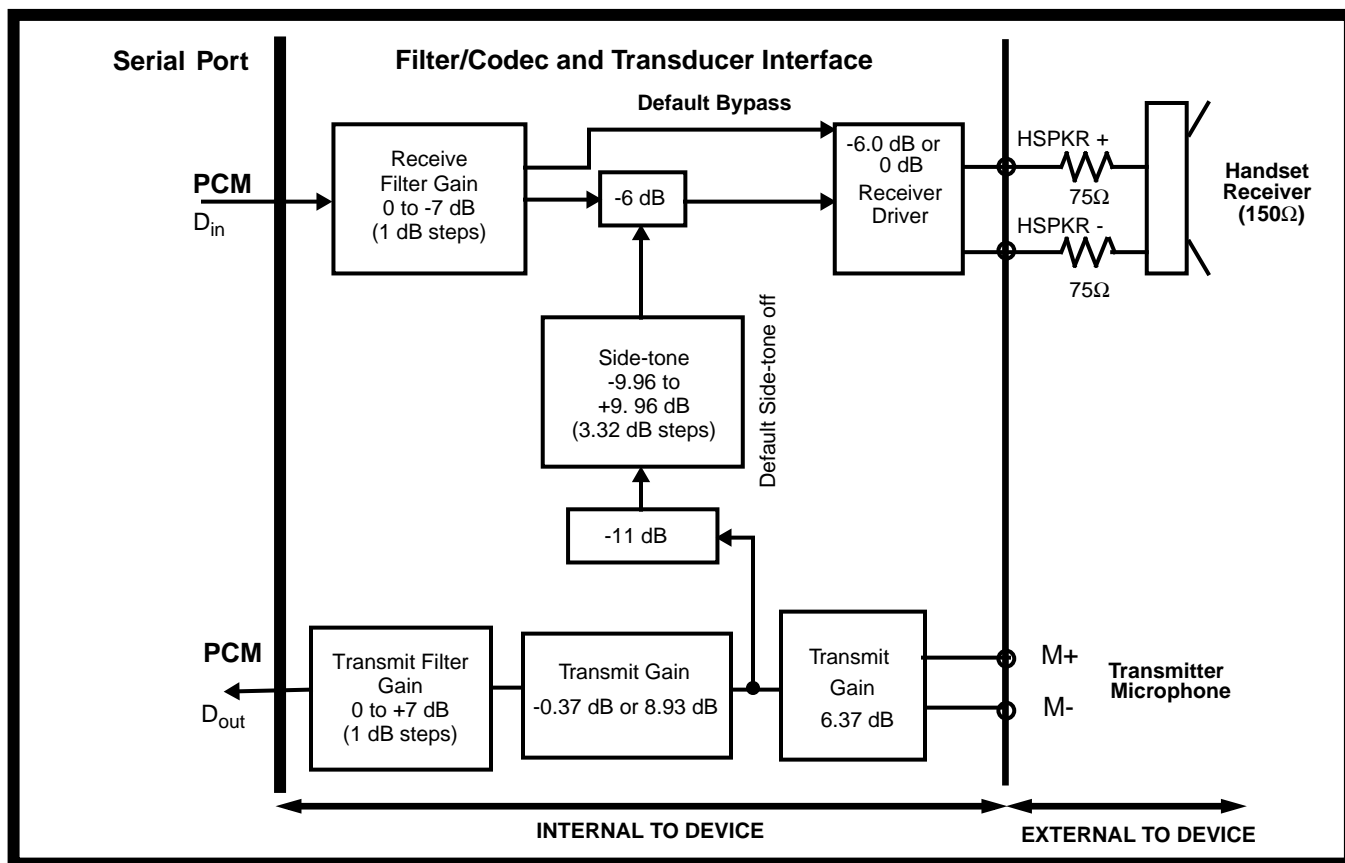 Serial Port
Filter/Codec and Transducer Interface
Default Bypass
PCM
Din
Receive
Filter Gain
0 to -7 dB
(1 dB steps)
-6 dB
-6.0 dB or
0 dB
Receiver
Driver
HSPKR +
75Ω
HSPKR -
75Ω
Handset
Receiver
(150Ω)
Side-tone
-9.96 to
+9. 96 dB
(3.32 dB steps)
Default Side-tone off
-11 dB
PCM
Dout
Transmit Filter
Gain
0 to +7 dB
(1 dB steps)
Transmit Gain
-0.37 dB or 8.93 dB
Transmit
Gain
6.37 dB
M+
M-
Transmitter
Microphone
INTERNAL TO DEVICE
EXTERNAL TO DEVICE